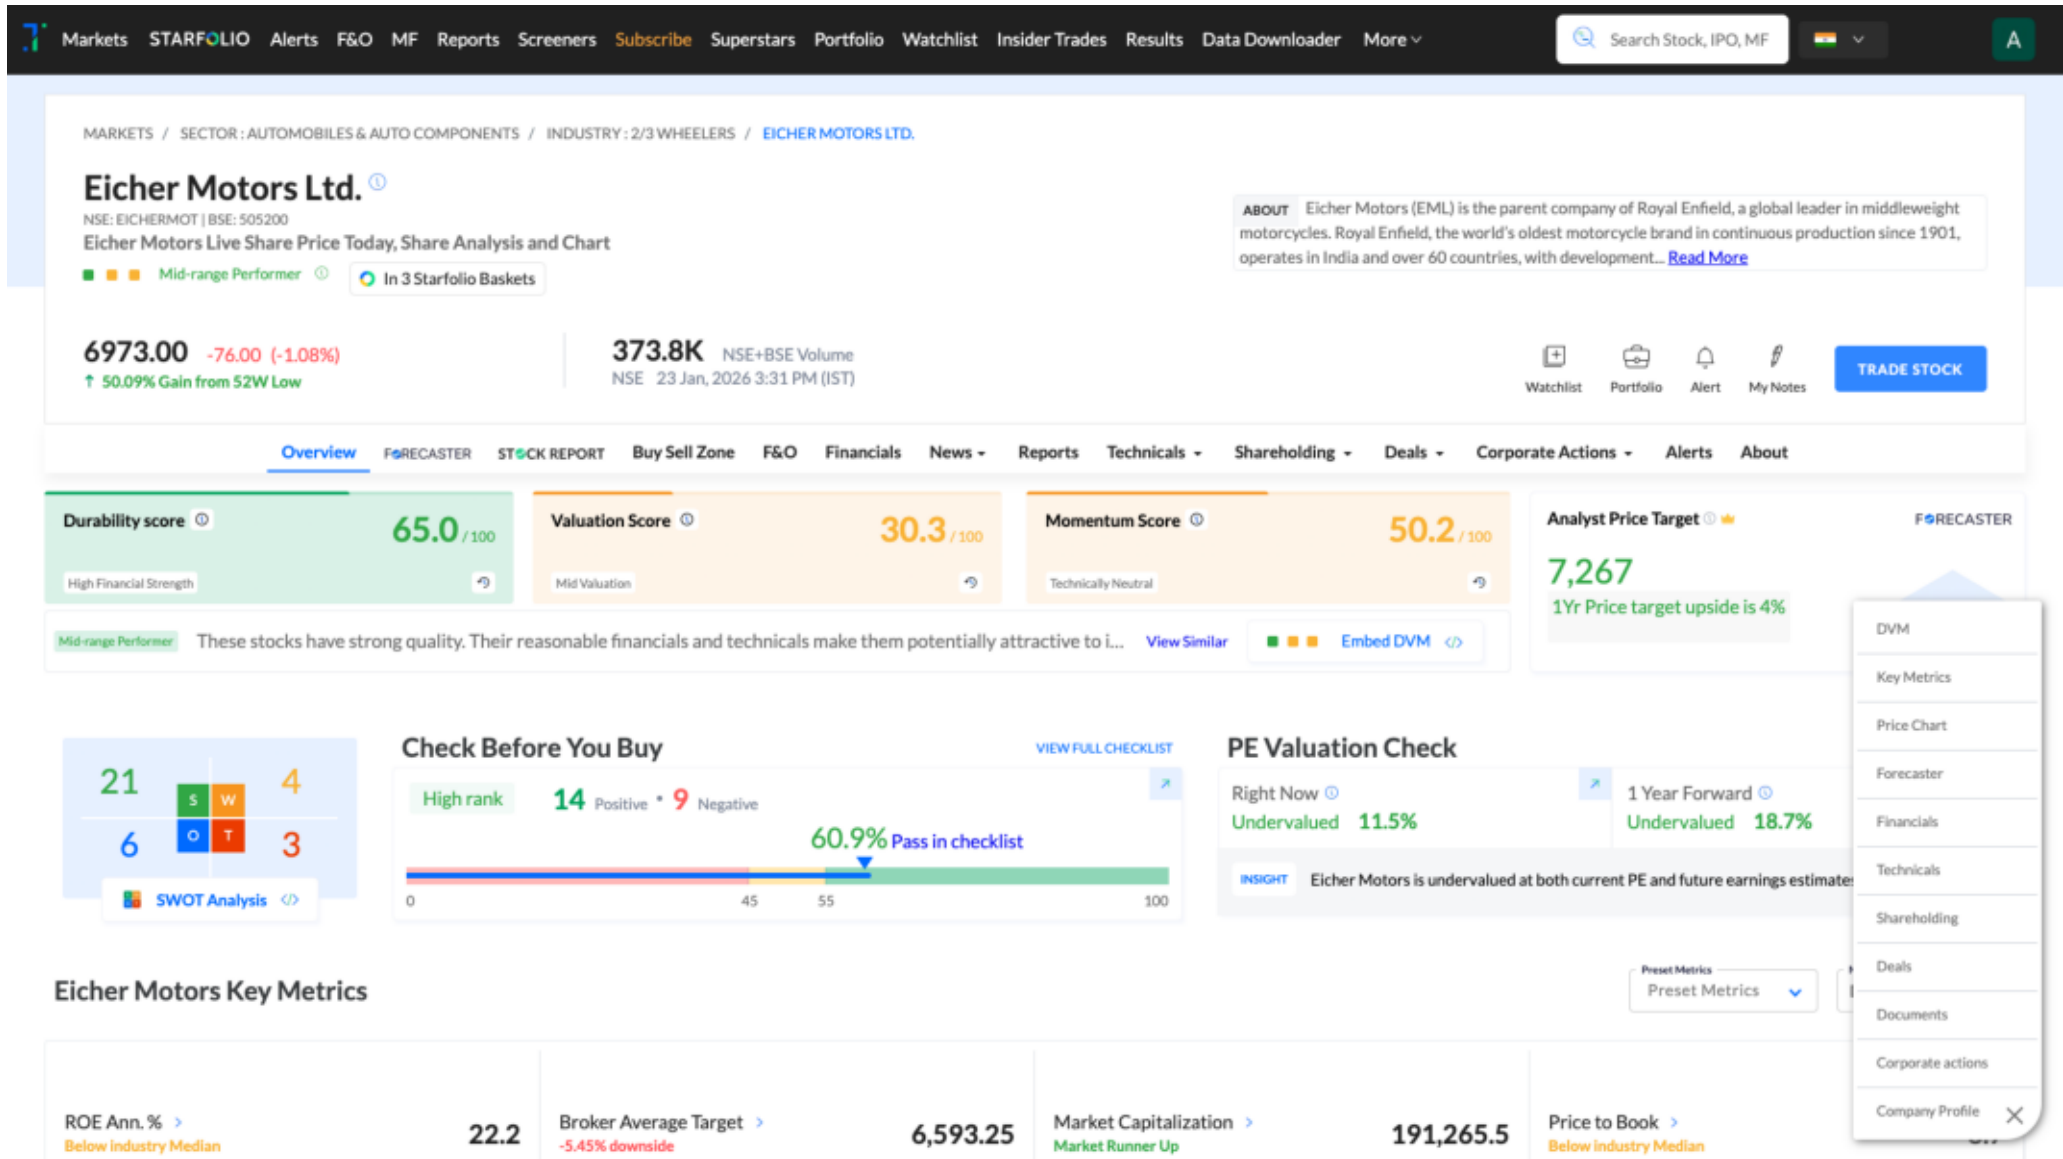 Markets STARFOLIO Alerts F&O MF Reports Screeners Subscribe Superstars Portfolio Watchlist Insider Trades Results Data Downloader More Search Stock, IPO, MF A
MARKETS / SECTOR : AUTOMOBILES & AUTO COMPONENTS / INDUSTRY : 2/3 WHEELERS / EICHER MOTORS LTD.
Eicher Motors Ltd.
NSE: EICHERMOT | BSE: 505200
Eicher Motors Live Share Price Today, Share Analysis and Chart
Mid-range Performer In 3 Starfolio Baskets
ABOUT Eicher Motors (EML) is the parent company of Royal Enfield, a global leader in middleweight
motorcycles. Royal Enfield, the world's oldest motorcycle brand in continuous production since 1901,
operates in India and over 60 countries, with development... Read More
6973.00 -76.00 (-1.08%)
↑ 50.09% Gain from 52W Low
373.8K NSE+BSE Volume
NSE 23 Jan, 2026 3:31 PM (IST)
Watchlist Portfolio Alert My Notes TRADE STOCK
Overview FORECASTER STOCK REPORT Buy Sell Zone F&O Financials News Reports Technicals Shareholding Deals Corporate Actions Alerts About
Durability score 65.0 / 100
High Financial Strength
Valuation Score 30.3 / 100
Mid Valuation
Momentum Score 50.2 / 100
Technically Neutral
Analyst Price Target FORECASTER
7,267
1Yr Price target upside is 4%
Mid-range Performer These stocks have strong quality. Their reasonable financials and technicals make them potentially attractive to i... View Similar Embed DVM </>
21 S W 4
6 O T 3
SWOT Analysis </>
Check Before You Buy VIEW FULL CHECKLIST
High rank 14 Positive • 9 Negative
60.9% Pass in checklist
0 45 55 100
PE Valuation Check
Right Now
Undervalued 11.5%
1 Year Forward
Undervalued 18.7%
INSIGHT Eicher Motors is undervalued at both current PE and future earnings
Eicher Motors Key Metrics
Preset Metrics
Preset Metrics
ROE Ann. % 22.2
Below industry Median
Broker Average Target 6,593.25
-5.45% downside
Market Capitalization 191,265.5
Market Runner Up
Price to Book
Below industry Median
DVM
Key Metrics
Price Chart
Forecaster
Financials
Technicals
Shareholding
Deals
Documents
Corporate actions
Company Profile